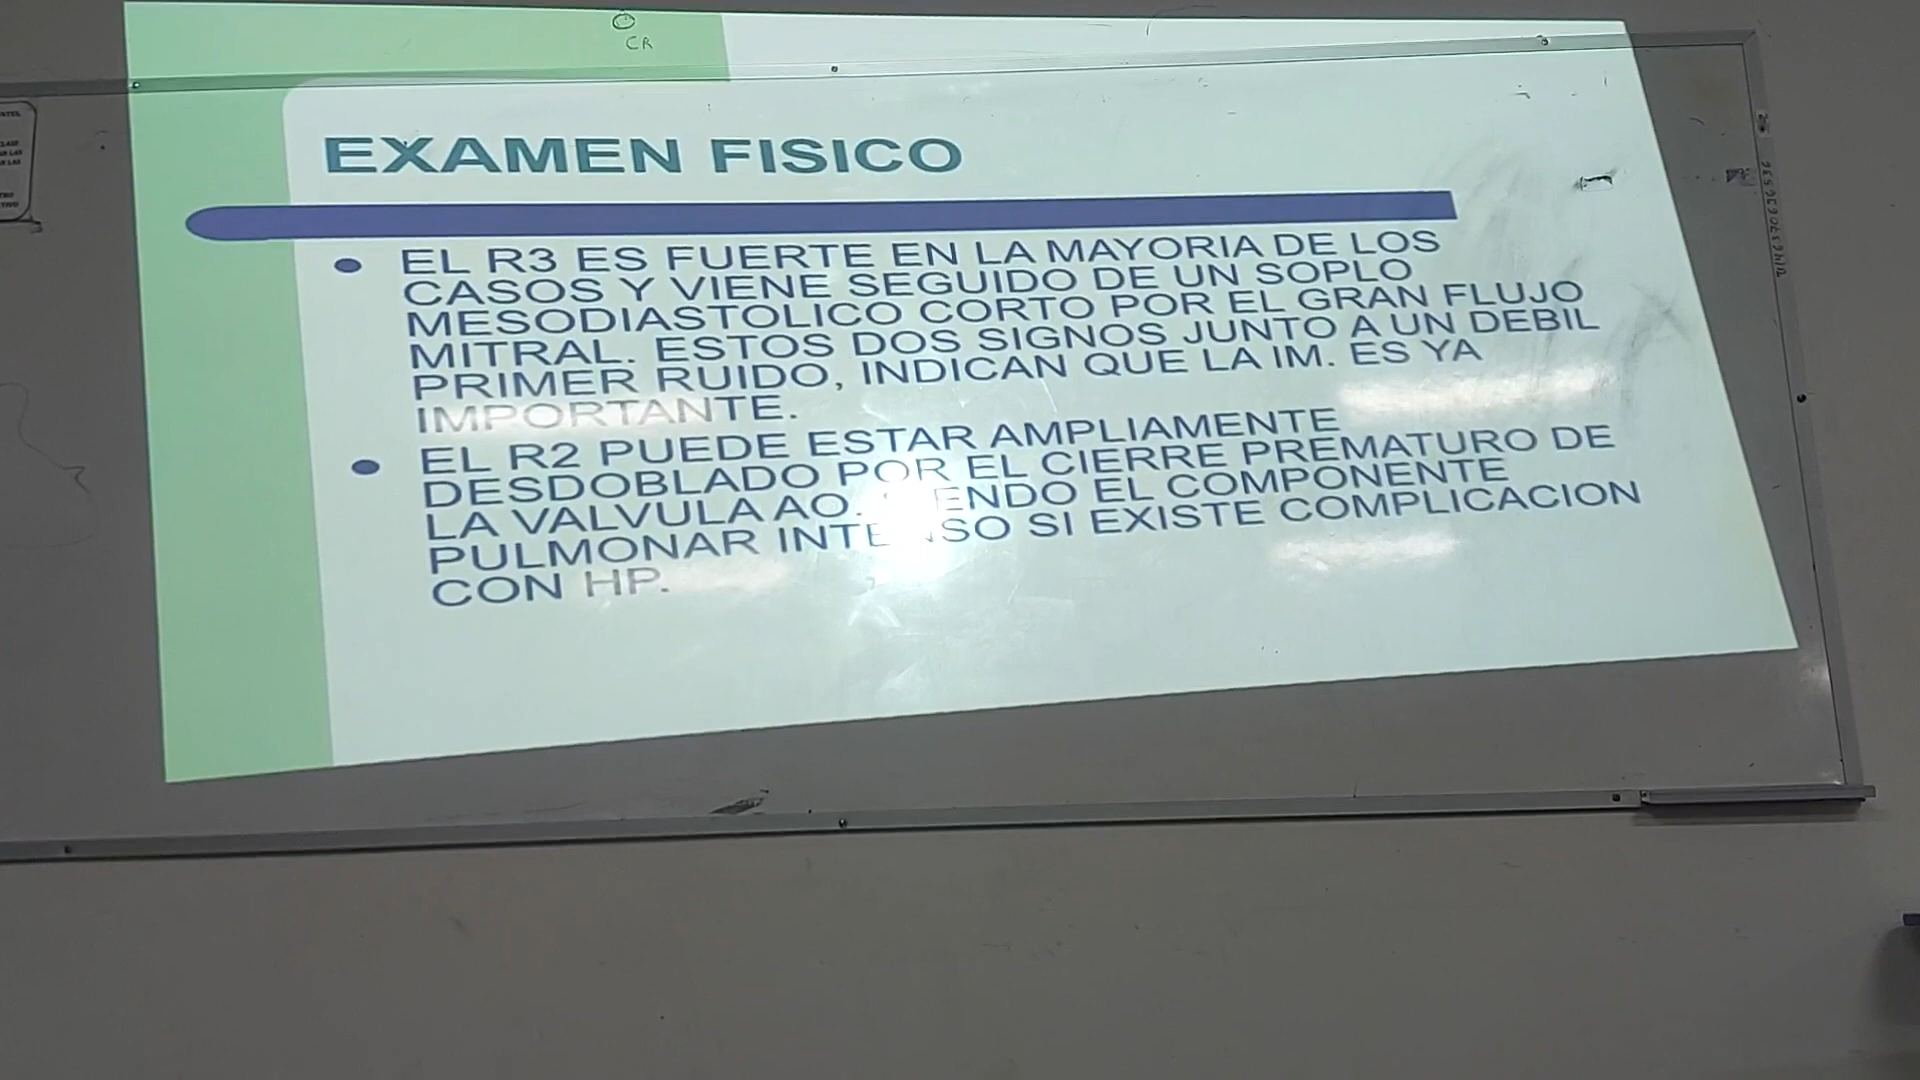 CR
EXAMEN FISICO
EL R3 ES FUERTE EN LA MAYORIA DE LOS
CASOS Y VIENE SEGUIDO DE UN SOPLO
MESODIASTOLICO CORTO POR EL GRAN FLUJO
MITRAL. ESTOS DOS SIGNOS JUNTO A UN DEBIL
PRIMER RUIDO, INDICAN QUE LA IM. ES YA
IMPORTANTE.
EL R2 PUEDE ESTAR AMPLIAMENTE
DESDOBLADO POR EL CIERRE PREMATURO DE
LA VALVULA AO. EL COMPONENTE
PULMONAR SI EXISTE COMPLICACION
CON HP.